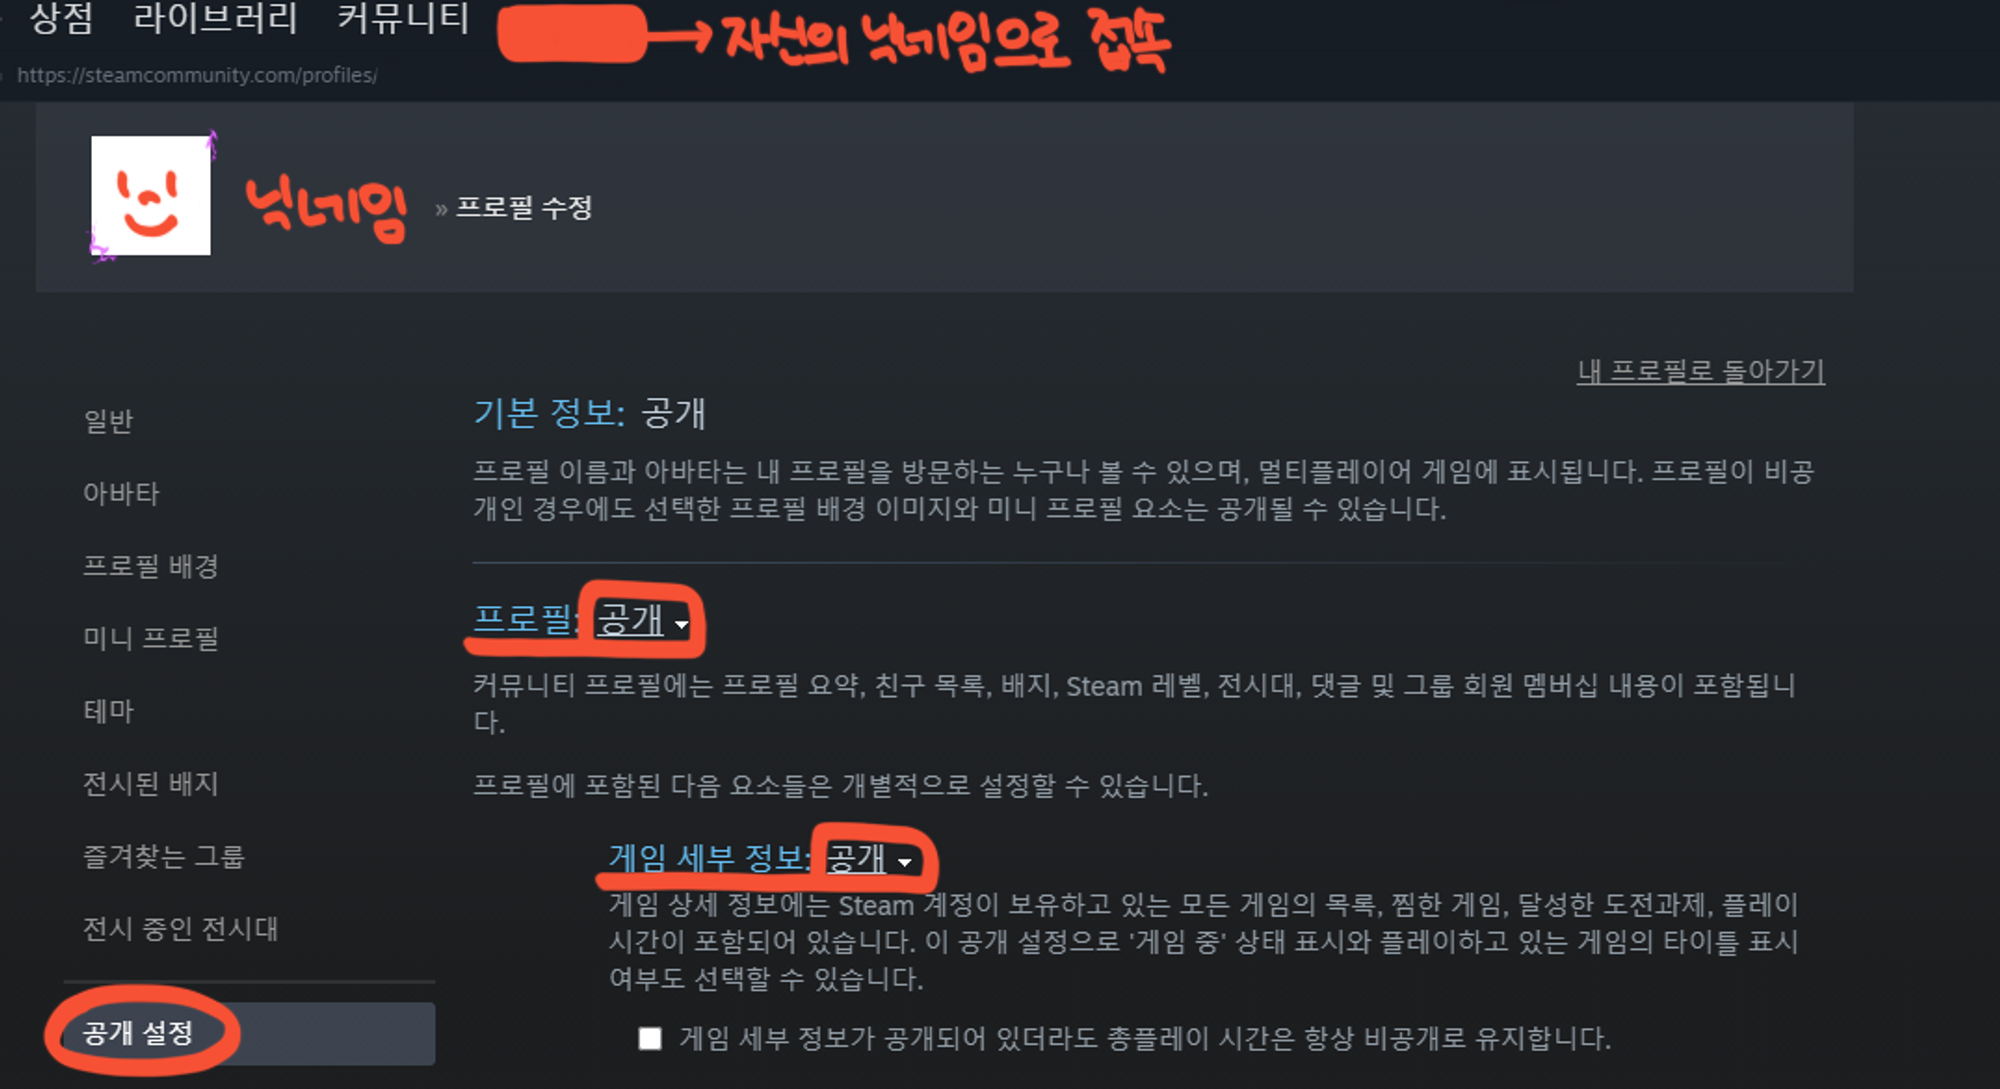 상점 라이브러리 커뮤니티 자신의 닉네임으로 접속
https://steamcommunity.com/profiles/
닉네임 » 프로필 수정
내 프로필로 돌아가기
일반
아바타
프로필 배경
미니 프로필
테마
전시된 배지
즐겨찾는 그룹
전시 중인 전시대
공개 설정
기본 정보: 공개
프로필 이름과 아바타는 내 프로필을 방문하는 누구나 볼 수 있으며, 멀티플레이어 게임에 표시됩니다. 프로필이 비공
개인 경우에도 선택한 프로필 배경 이미지와 미니 프로필 요소는 공개될 수 있습니다.
프로필: 공개
커뮤니티 프로필에는 프로필 요약, 친구 목록, 배지, Steam 레벨, 전시대, 댓글 및 그룹 회원 멤버십 내용이 포함됩니
다.
프로필에 포함된 다음 요소들은 개별적으로 설정할 수 있습니다.
게임 세부 정보: 공개
게임 상세 정보에는 Steam 계정이 보유하고 있는 모든 게임의 목록, 찜한 게임, 달성한 도전과제, 플레이
시간이 포함되어 있습니다. 이 공개 설정으로 '게임 중' 상태 표시와 플레이하고 있는 게임의 타이틀 표시
여부도 선택할 수 있습니다.
게임 세부 정보가 공개되어 있더라도 총플레이 시간은 항상 비공개로 유지합니다.